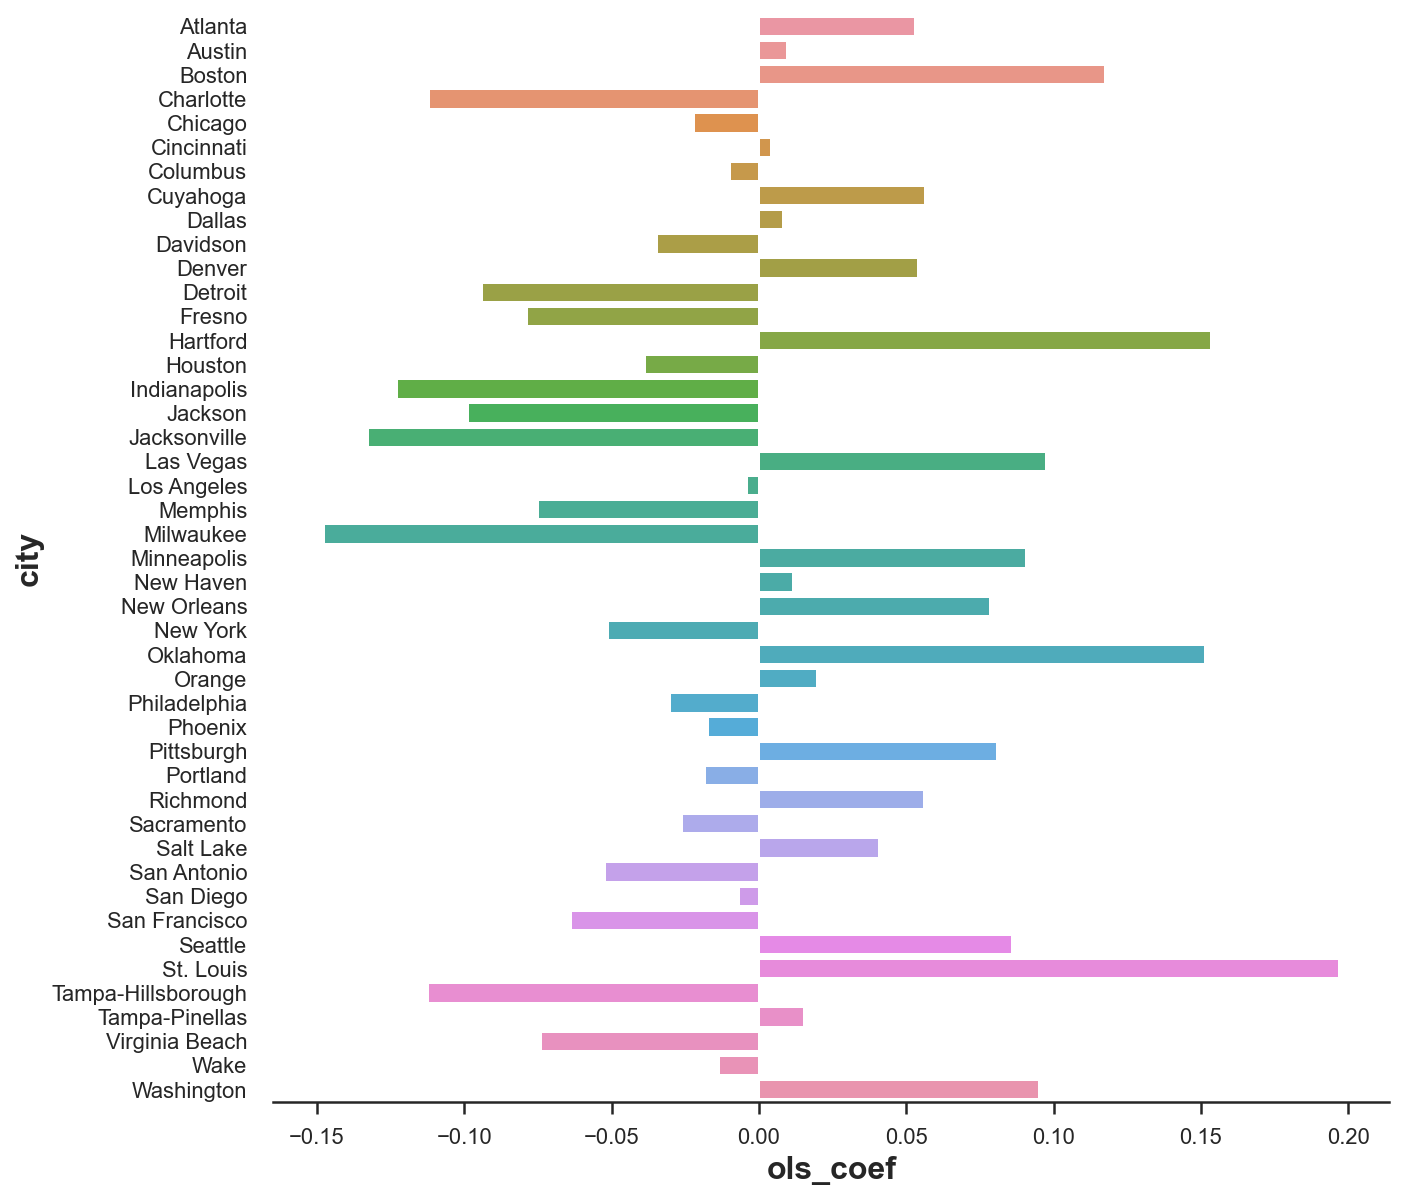 Atlanta
Austin
Boston
Charlotte
Chicago
Cincinnati
Columbus
Cuyahoga
Dallas
Davidson
Denver
Detroit
Fresno
Hartford
Houston
Indianapolis
Jackson
Jacksonville
Las Vegas
Los Angeles
Memphis
Milwaukee
Minneapolis
New Haven
New Orleans
New York
Oklahoma
Orange
Philadelphia
Phoenix
Pittsburgh
Portland
Richmond
Sacramento
Salt Lake
San Antonio
San Diego
San Francisco
Seattle
St. Louis
Tampa-Hillsborough
Tampa-Pinellas
Virginia Beach
Wake
Washington
city
−0.15 −0.10 −0.05 0.00 0.05 0.10 0.15 0.20
ols_coef